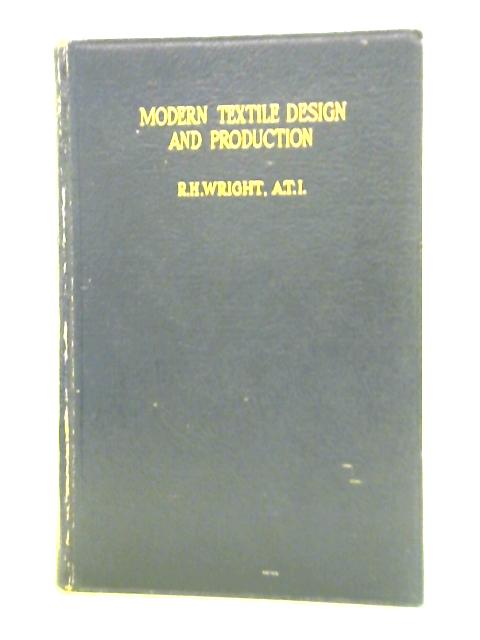 MODERN TEXTILE DESIGN
AND PRODUCTION
R.H.WRIGHT, A.T.I.